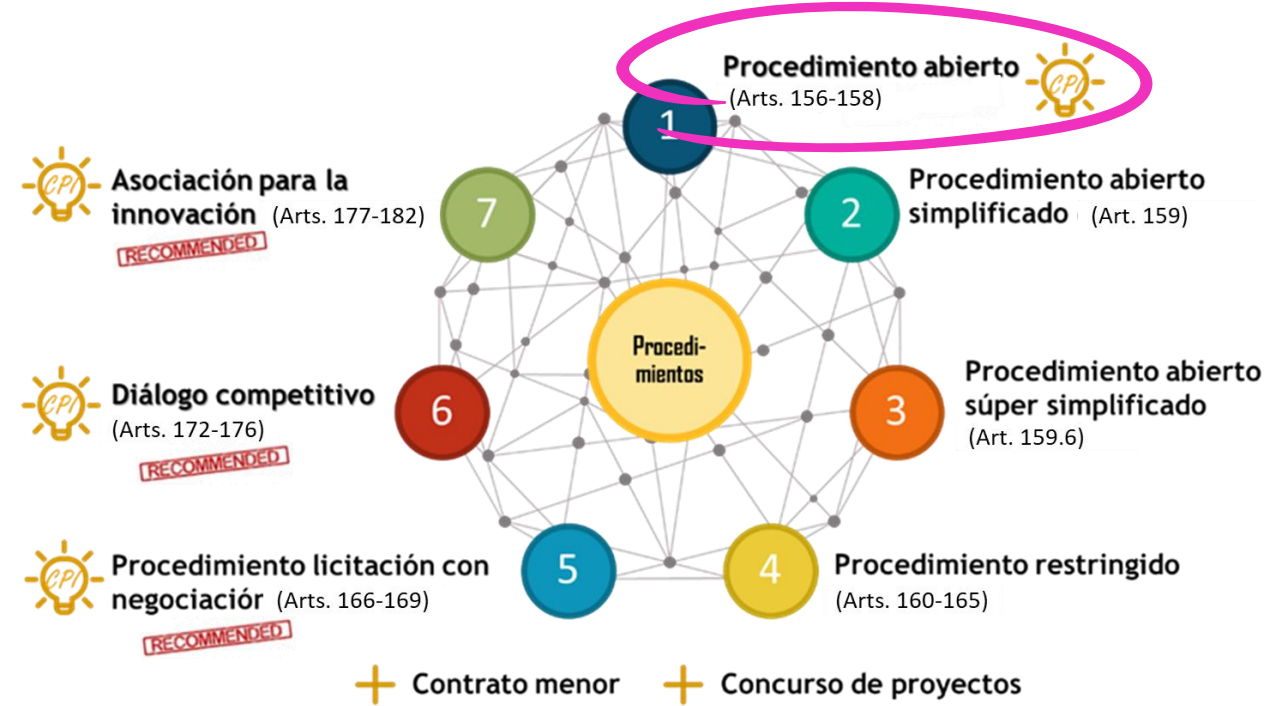 Procedimiento abierto
(Arts. 156-158)
CPI
1
Procedimiento abierto
simplificado (Art. 159)
2
Procedimiento abierto
súper simplificado
(Art. 159.6)
3
Procedimiento restringido
(Arts. 160-165)
4
CPI
Procedimiento licitación con
negociaciór (Arts. 166-169)
RECOMMENDED
5
CPI
Diálogo competitivo
(Arts. 172-176)
RECOMMENDED
6
CPI
Asociación para la
innovación (Arts. 177-182)
RECOMMENDED
7
Procedi-
mientos
+ Contrato menor
+ Concurso de proyectos